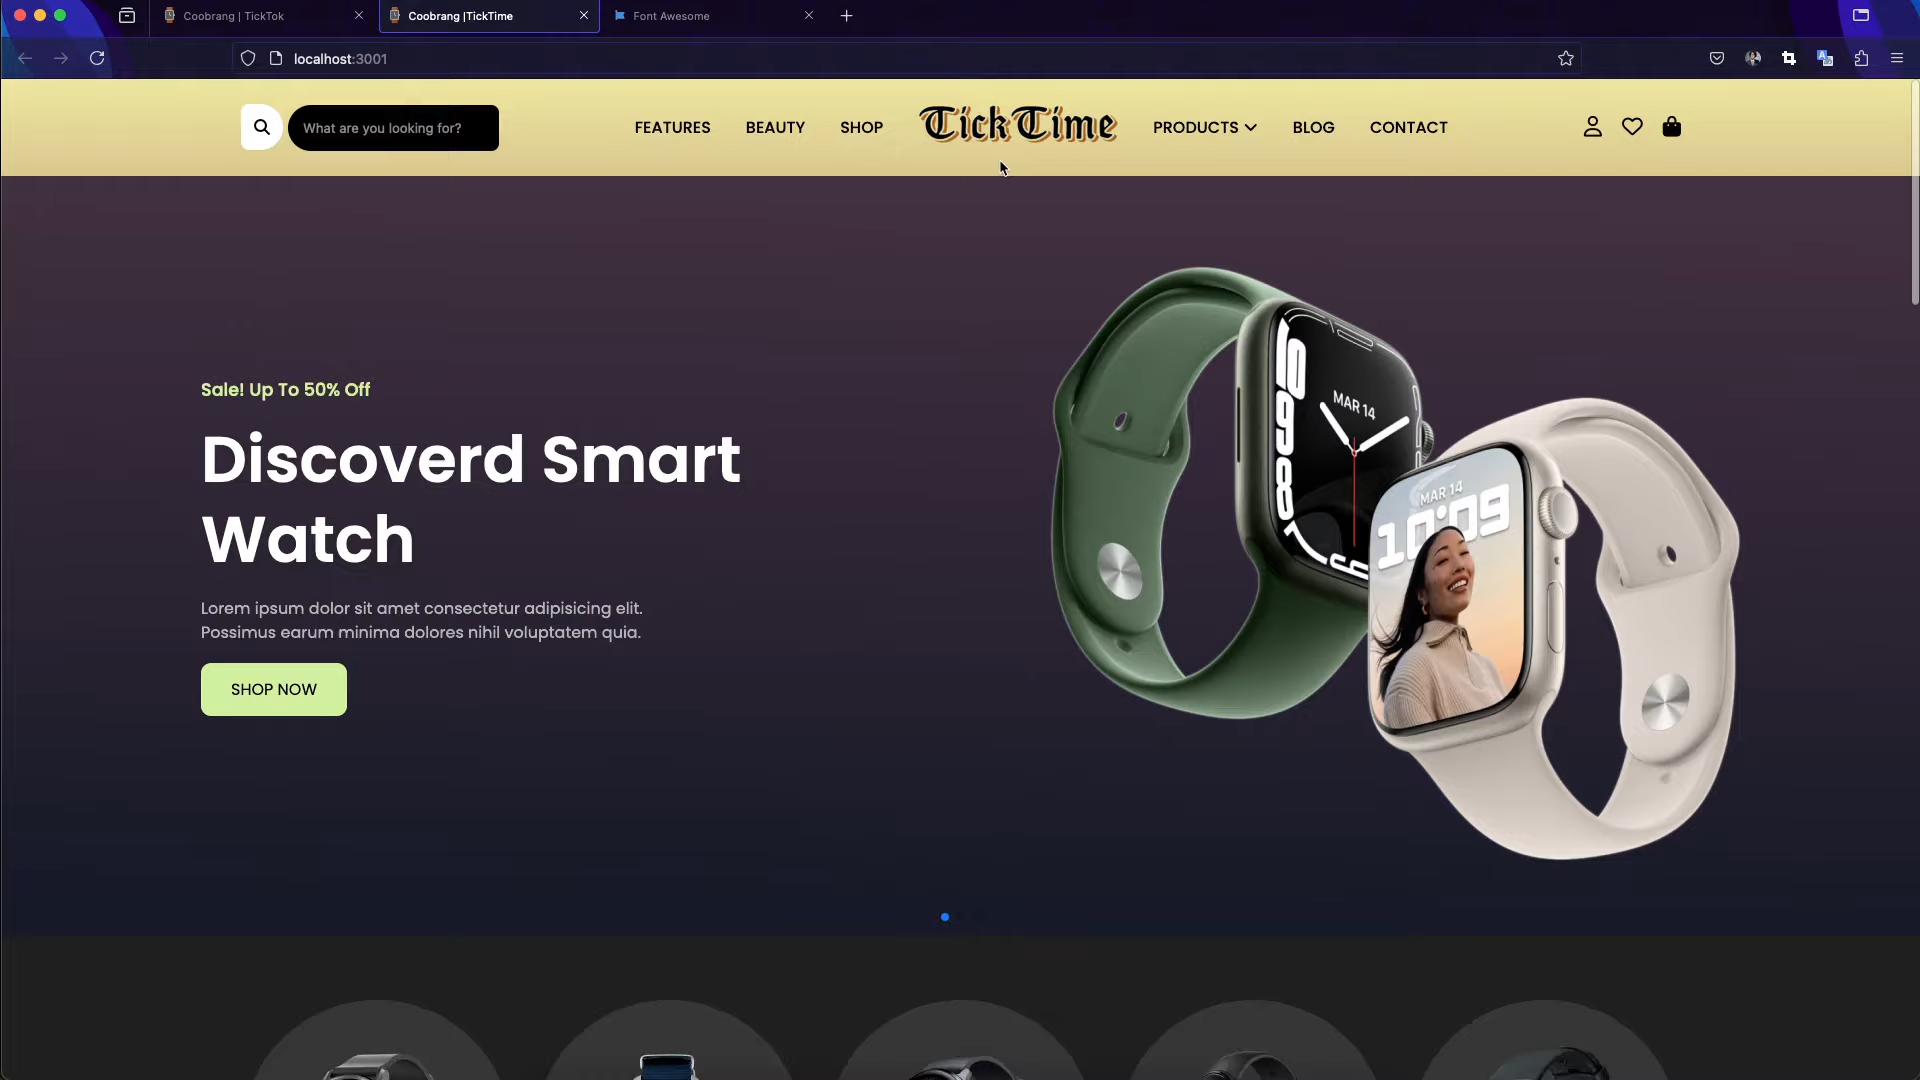 Coobrang | TickTok
Coobrang |TickTime
Font Awesome
localhost:3001
What are you looking for?
FEATURES
BEAUTY
SHOP
TickTime
PRODUCTS
BLOG
CONTACT
Sale! Up To 50% Off
Discoverd Smart
Watch
Lorem ipsum dolor sit amet consectetur adipisicing elit.
Possimus earum minima dolores nihil voluptatem quia.
SHOP NOW
MAR 14
MAR 14
10:09